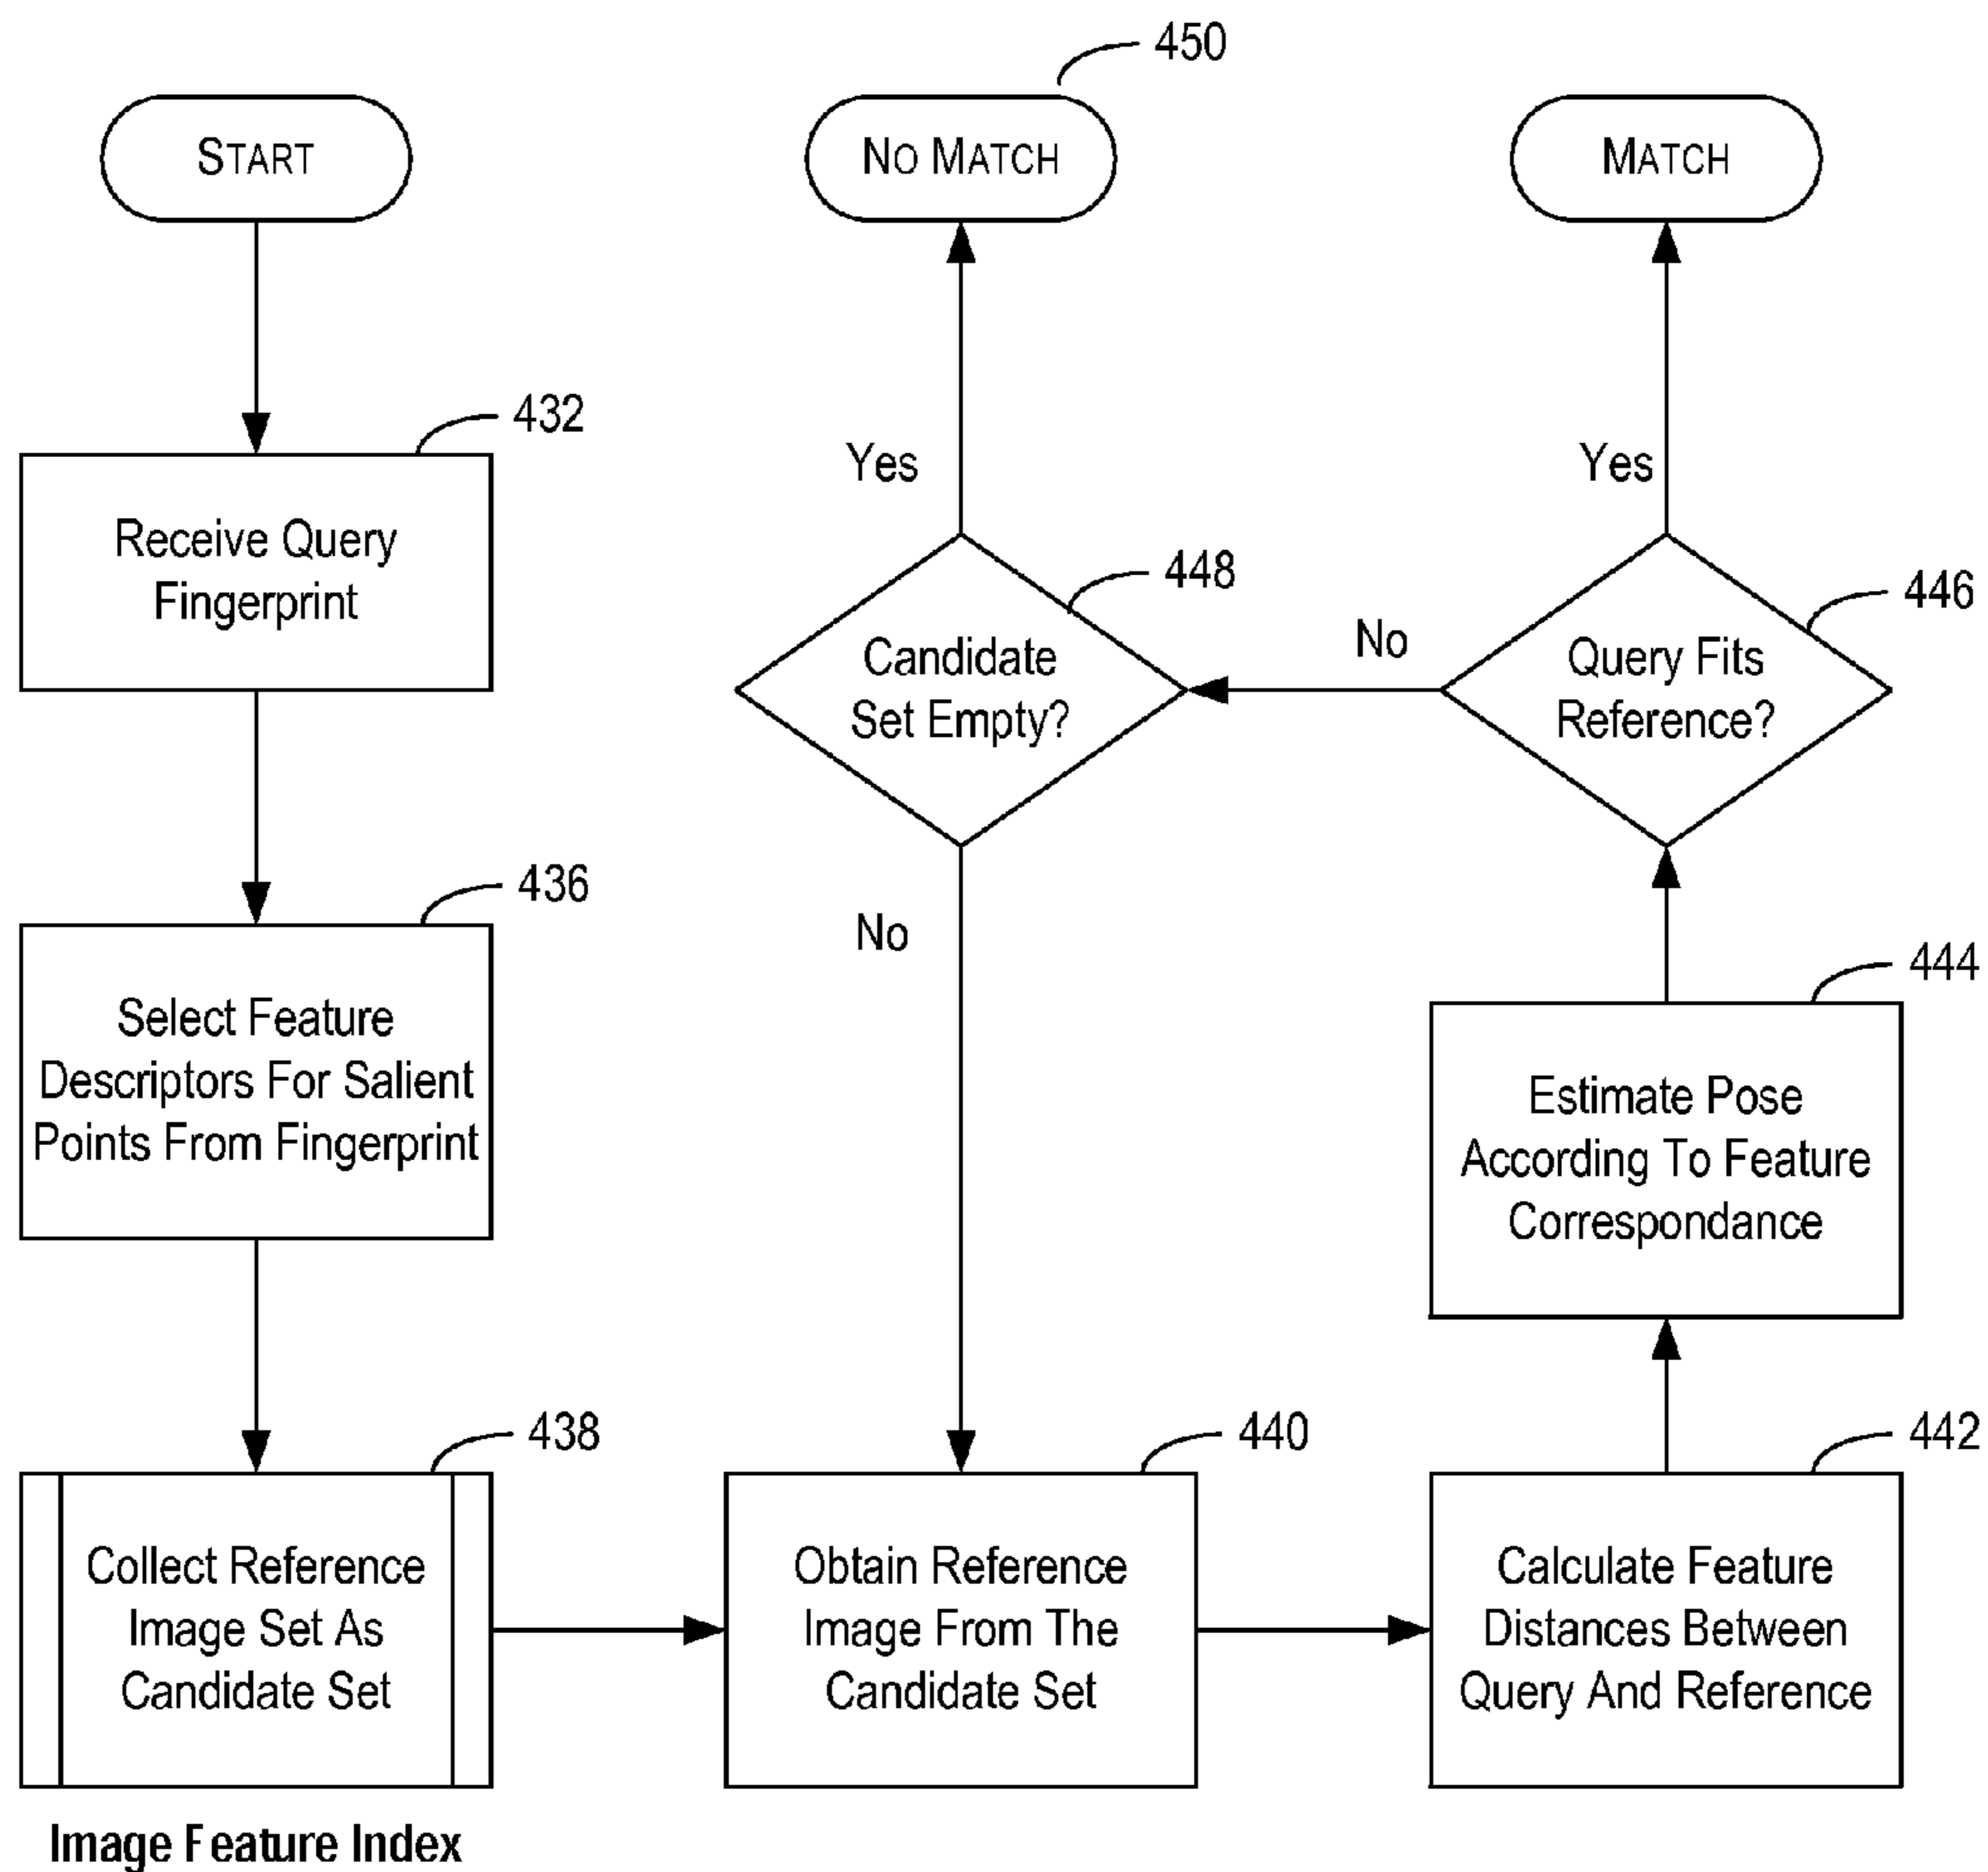 START
432
Receive Query
Fingerprint
436
Select Feature
Descriptors For Salient
Points From Fingerprint
438
Collect Reference
Image Set As
Candidate Set
Image Feature Index
450
NO MATCH
Yes
448
Candidate
Set Empty?
No
440
Obtain Reference
Image From The
Candidate Set
MATCH
Yes
446
Query Fits
Reference?
No
444
Estimate Pose
According To Feature
Correspondance
442
Calculate Feature
Distances Between
Query And Reference